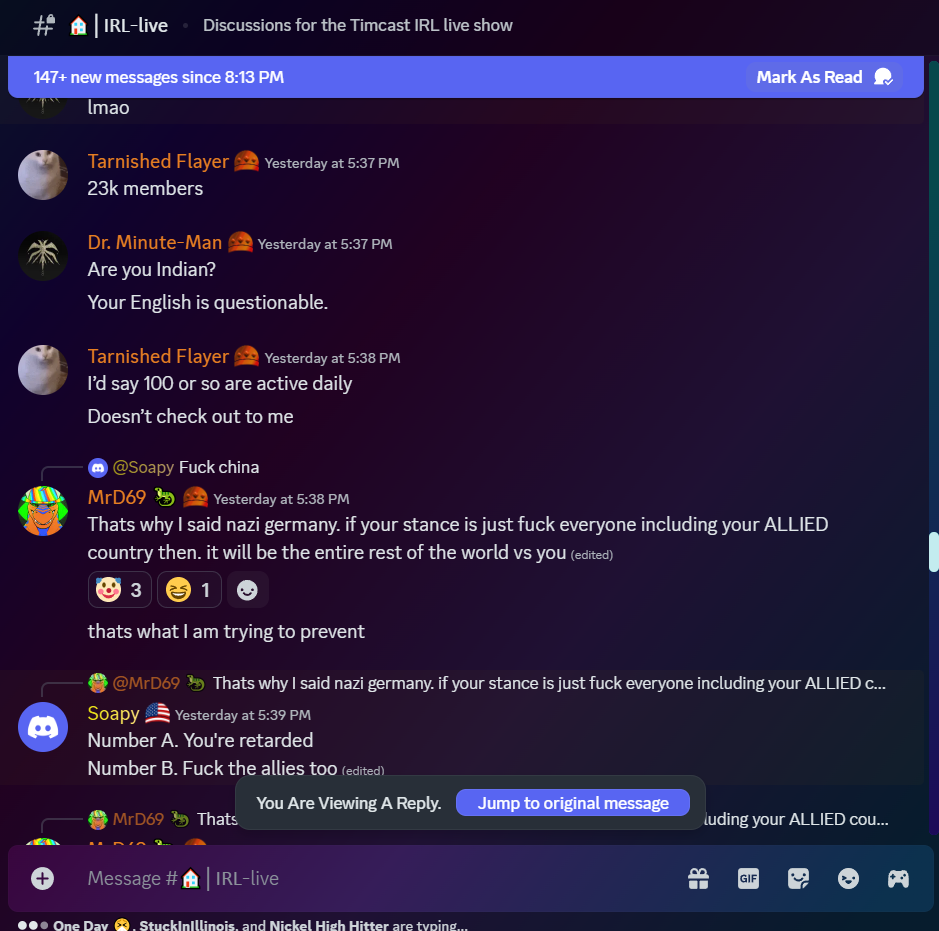 IRL-live
Discussions for the Timcast IRL live show
147+ new messages since 8:13 PM
Mark As Read
lmao
Tarnished Flayer Yesterday at 5:37 PM
23k members
Dr. Minute-Man Yesterday at 5:37 PM
Are you Indian?
Your English is questionable.
Tarnished Flayer Yesterday at 5:38 PM
I’d say 100 or so are active daily
Doesn’t check out to me
@Soapy Fuck china
MrD69 Yesterday at 5:38 PM
Thats why I said nazi germany. if your stance is just fuck everyone including your ALLIED
country then. it will be the entire rest of the world vs you (edited)
3 1
thats what I am trying to prevent
@MrD69 Thats why I said nazi germany. if your stance is just fuck everyone including your ALLIED c...
Soapy Yesterday at 5:39 PM
Number A. You're retarded
Number B. Fuck the allies too (edited)
You Are Viewing A Reply. Jump to original message
MrD69 Thats luding your ALLIED cou...
MrD69
Message # | IRL-live
GIF
One Day , StuckInIllinois, and Nickel High Hitter are typing...